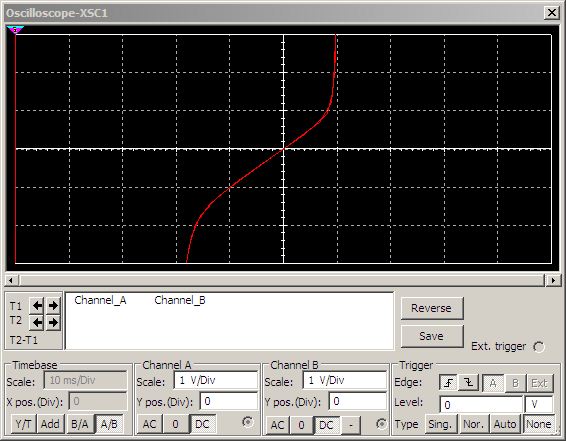 Oscilloscope-XSC1
T1
T2
T2-T1
Channel_A Channel_B
Reverse
Save
Ext. trigger
Timebase
Scale: 10 ms/Div
X pos.(Div): 0
Y/T Add B/A A/B
Channel A
Scale: 1 V/Div
Y pos.(Div): 0
AC 0 DC
Channel B
Scale: 1 V/Div
Y pos.(Div): 0
AC 0 DC -
Trigger
Edge: A B Ext
Level: 0 V
Type Sing. Nor. Auto None